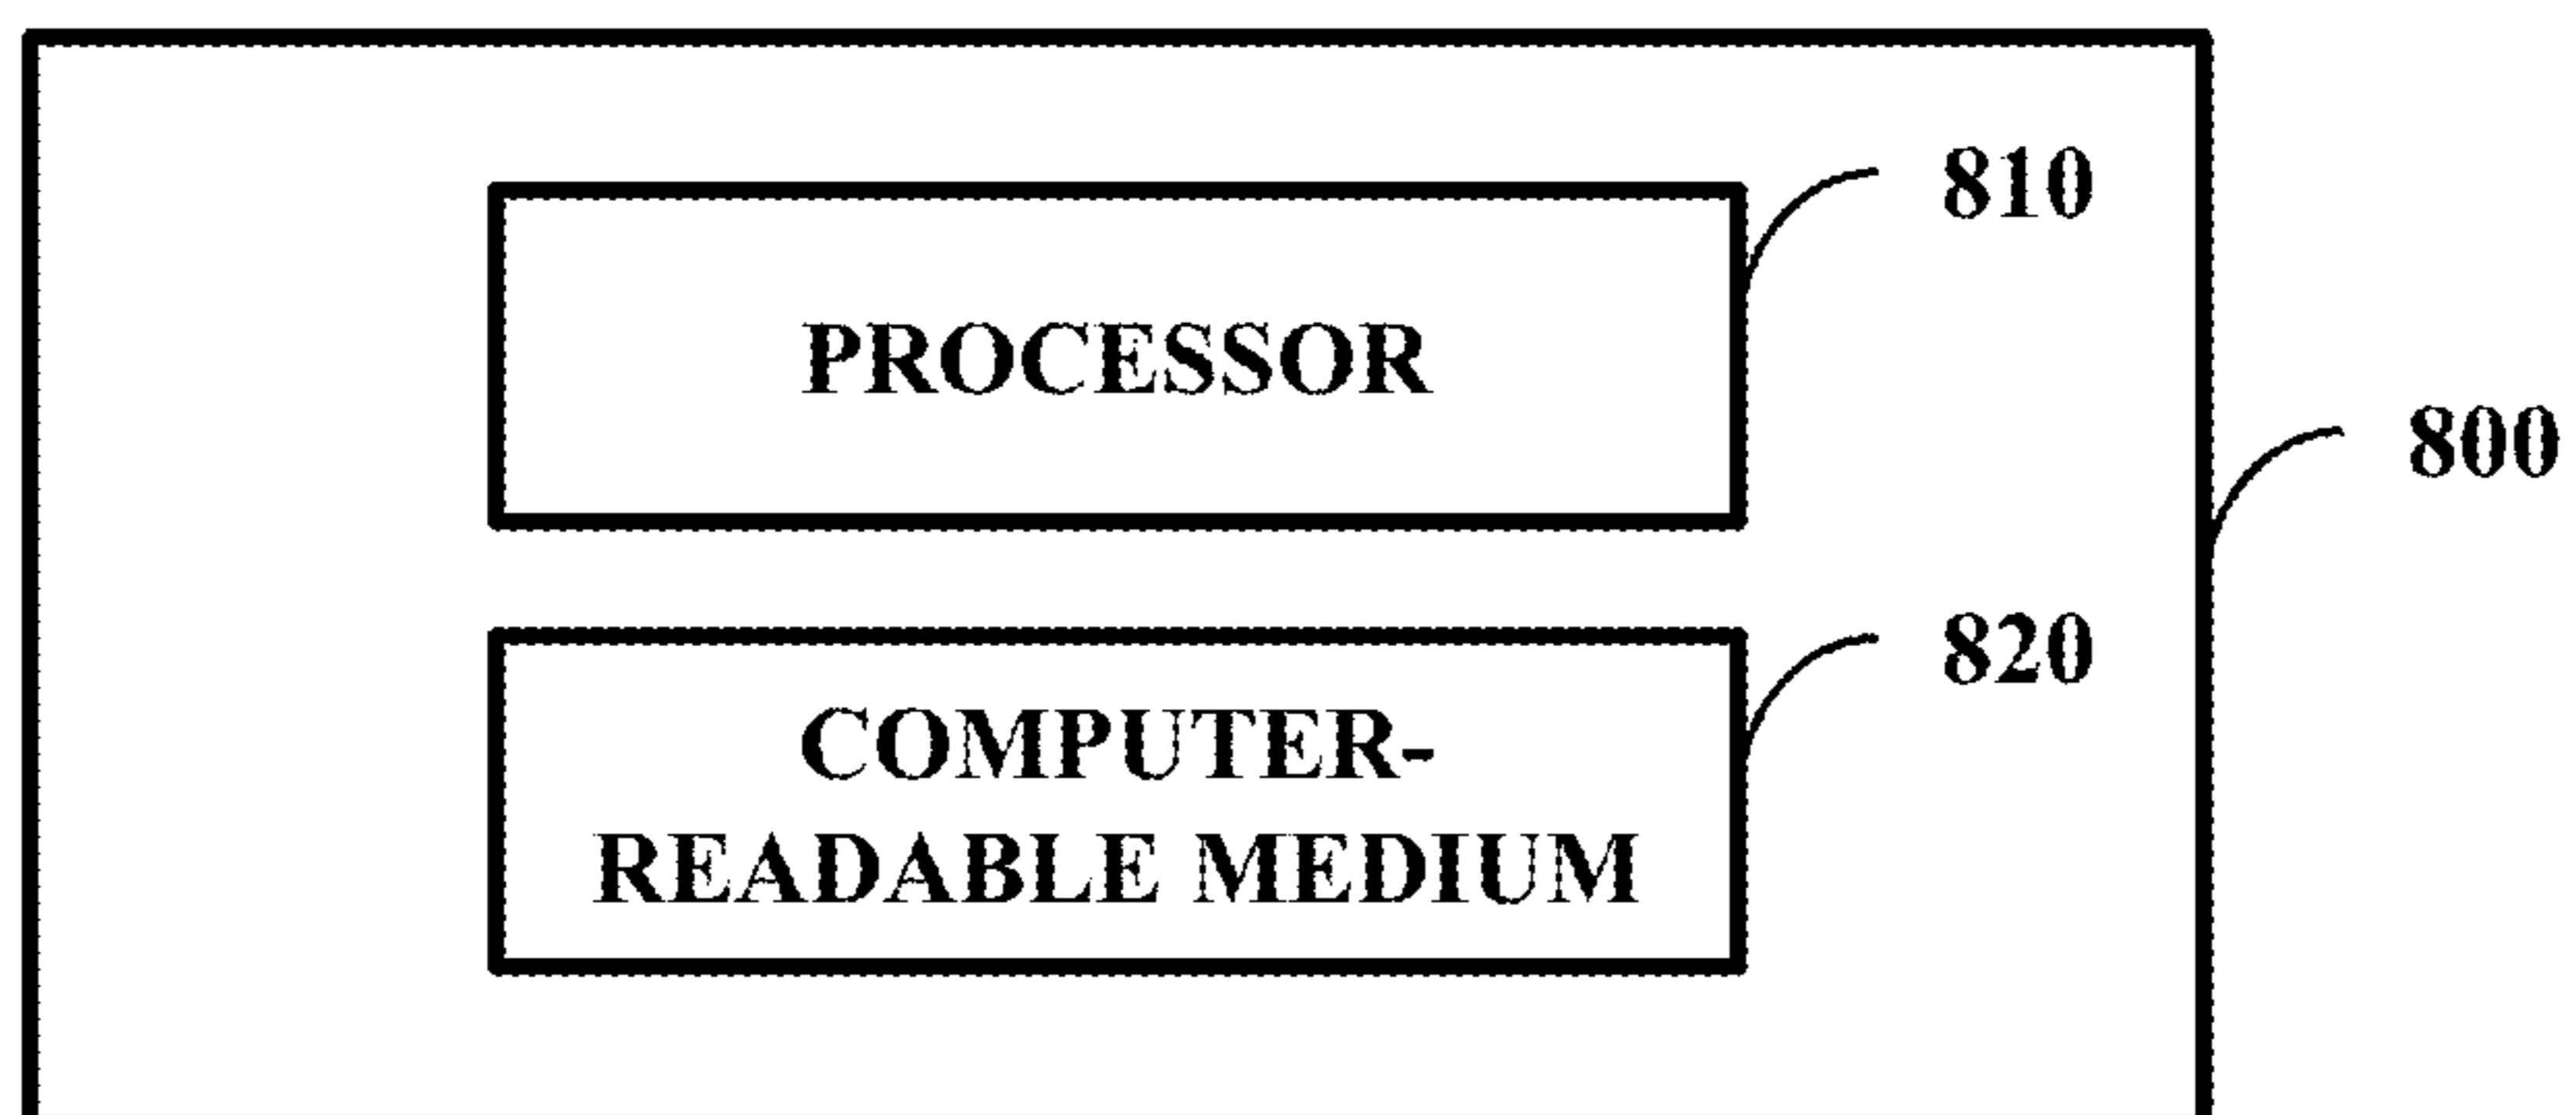 810
PROCESSOR
800
820
COMPUTER-
READABLE MEDIUM